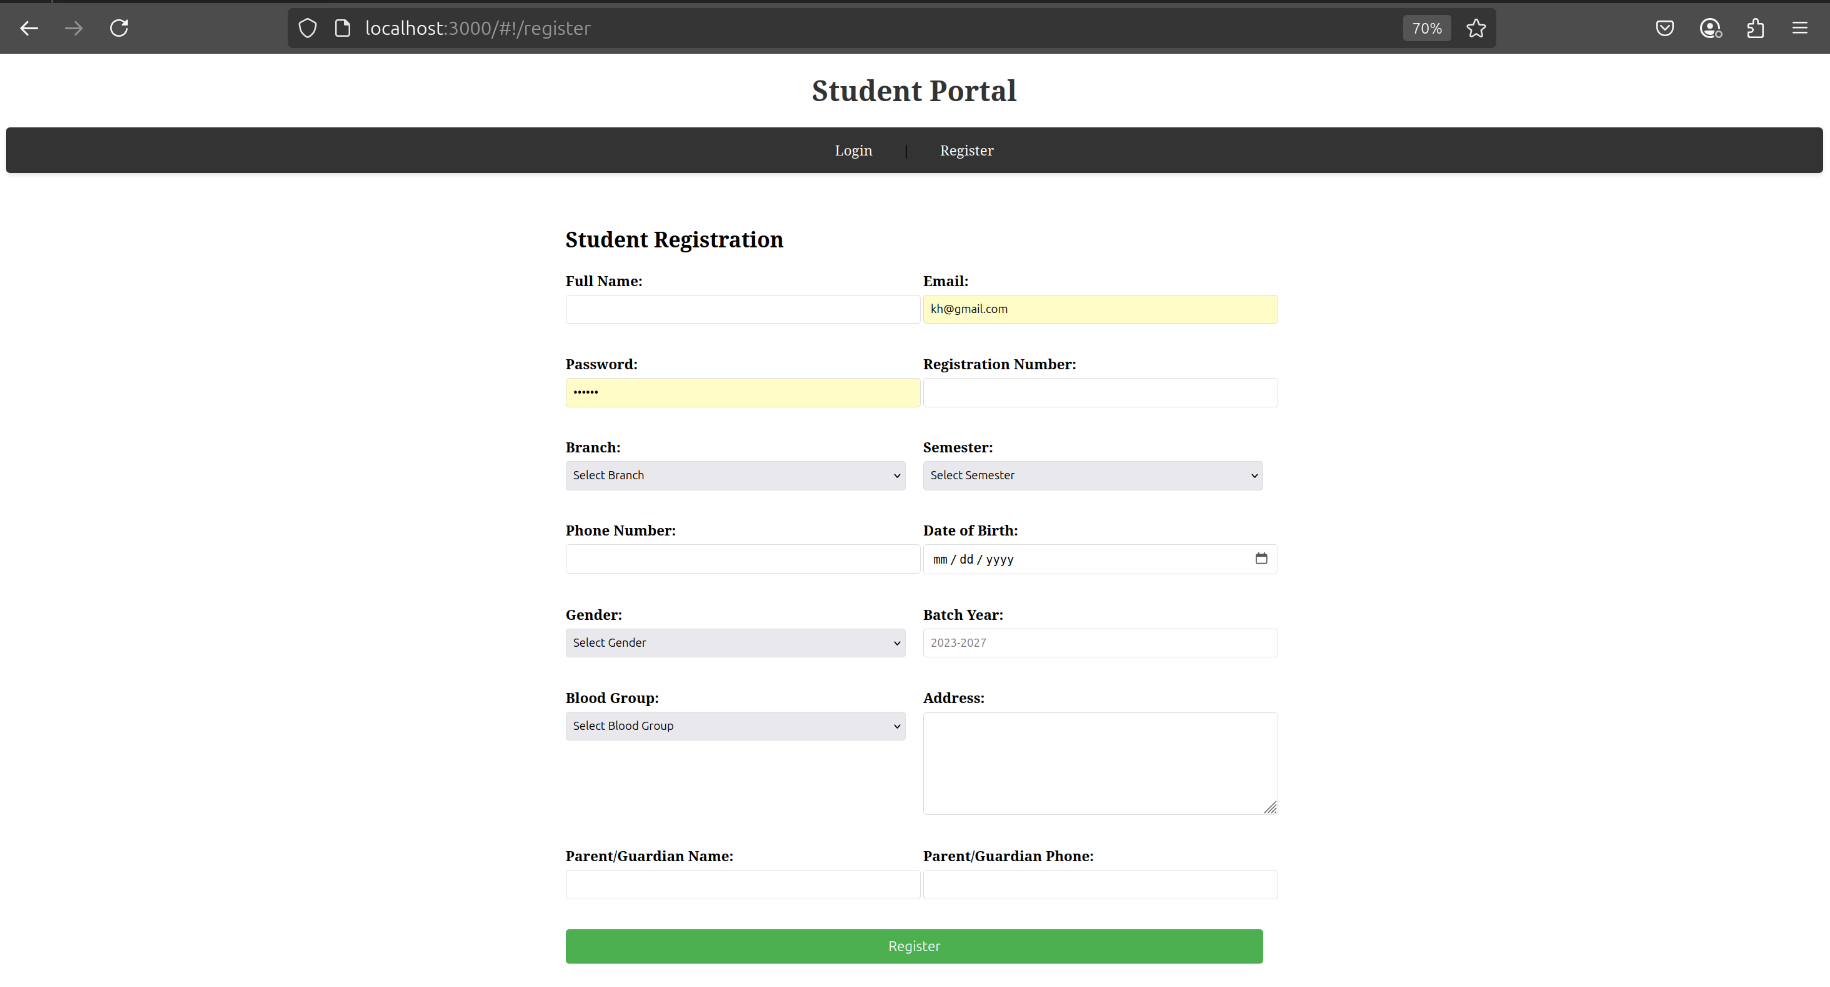 localhost:3000/#!/register 70%
Student Portal
Login | Register
Student Registration
Full Name: Email:
kh@gmail.com
Password: Registration Number:
••••••
Branch: Semester:
Select Branch Select Semester
Phone Number: Date of Birth:
mm / dd / yyyy
Gender: Batch Year:
Select Gender 2023-2027
Blood Group: Address:
Select Blood Group
Parent/Guardian Name: Parent/Guardian Phone:
Register